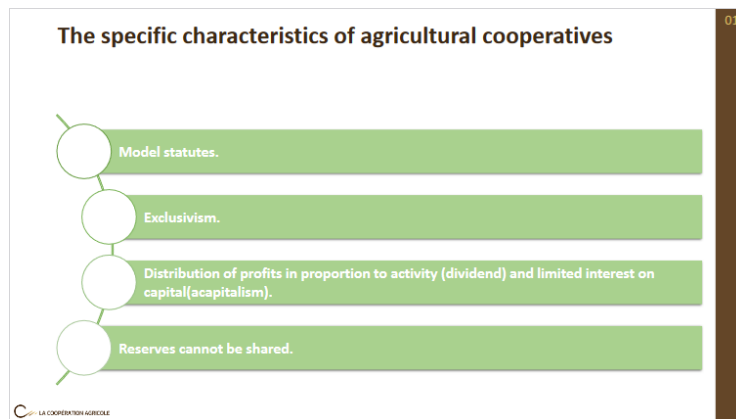 The specific characteristics of agricultural cooperatives
01
Model statutes.
Exclusivism.
Distribution of profits in proportion to activity (dividend) and limited interest on
capital(acapitalism).
Reserves cannot be shared.
LA COOPÉRATION AGRICOLE